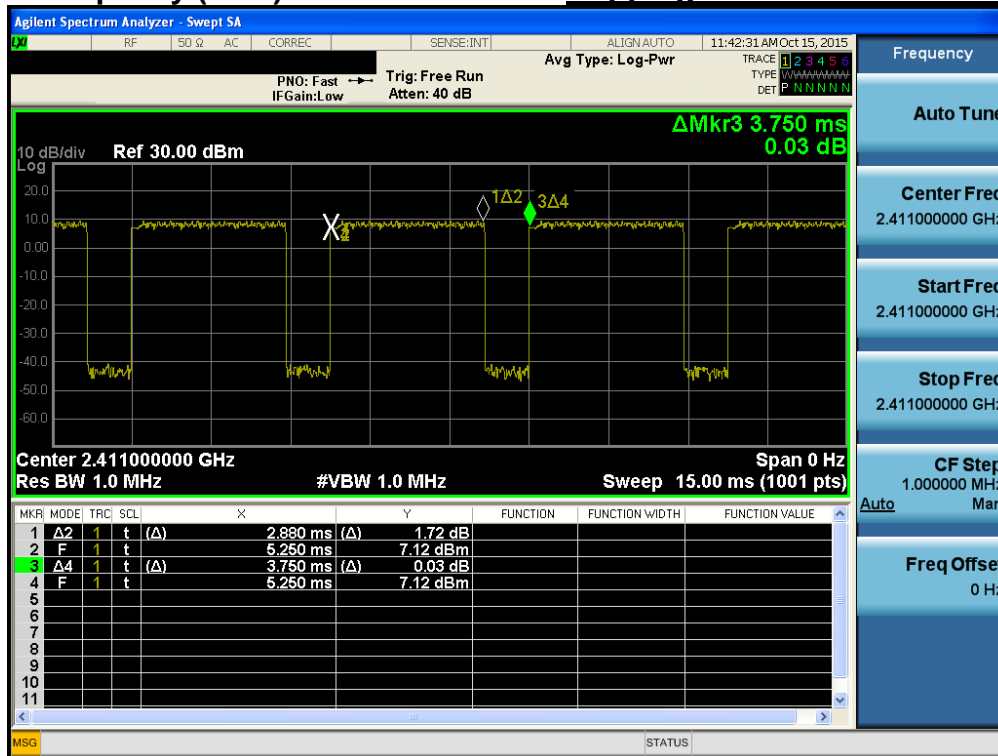 Agilent Spectrum Analyzer - Swept SA
LXI RF 50 Ω AC CORREC SENSE:INT ALIGN AUTO 11:42:31 AM Oct 15, 2015
Avg Type: Log-Pwr
TRACE 1 2 3 4 5 6
TYPE
DET P N N N N N
PNO: Fast
IFGain:Low
Trig: Free Run
Atten: 40 dB
ΔMkr3 3.750 ms
0.03 dB
10 dB/div Ref 30.00 dBm
Log
20.0
10.0
0.00
-10.0
-20.0
-30.0
-40.0
-50.0
-60.0
1Δ2
3Δ4
X
Center 2.411000000 GHz Span 0 Hz
Res BW 1.0 MHz #VBW 1.0 MHz Sweep 15.00 ms (1001 pts)
MKR MODE TRC SCL X Y FUNCTION FUNCTION WIDTH FUNCTION VALUE
1 Δ2 1 t (Δ) 2.880 ms (Δ) 1.72 dB
2 F 1 t 5.250 ms 7.12 dBm
3 Δ4 1 t (Δ) 3.750 ms (Δ) 0.03 dB
4 F 1 t 5.250 ms 7.12 dBm
5
6
7
8
9
10
11
MSG STATUS
Frequency
Auto Tune
Center Freq
2.411000000 GHz
Start Freq
2.411000000 GHz
Stop Freq
2.411000000 GHz
CF Step
1.000000 MHz
Auto Man
Freq Offset
0 Hz